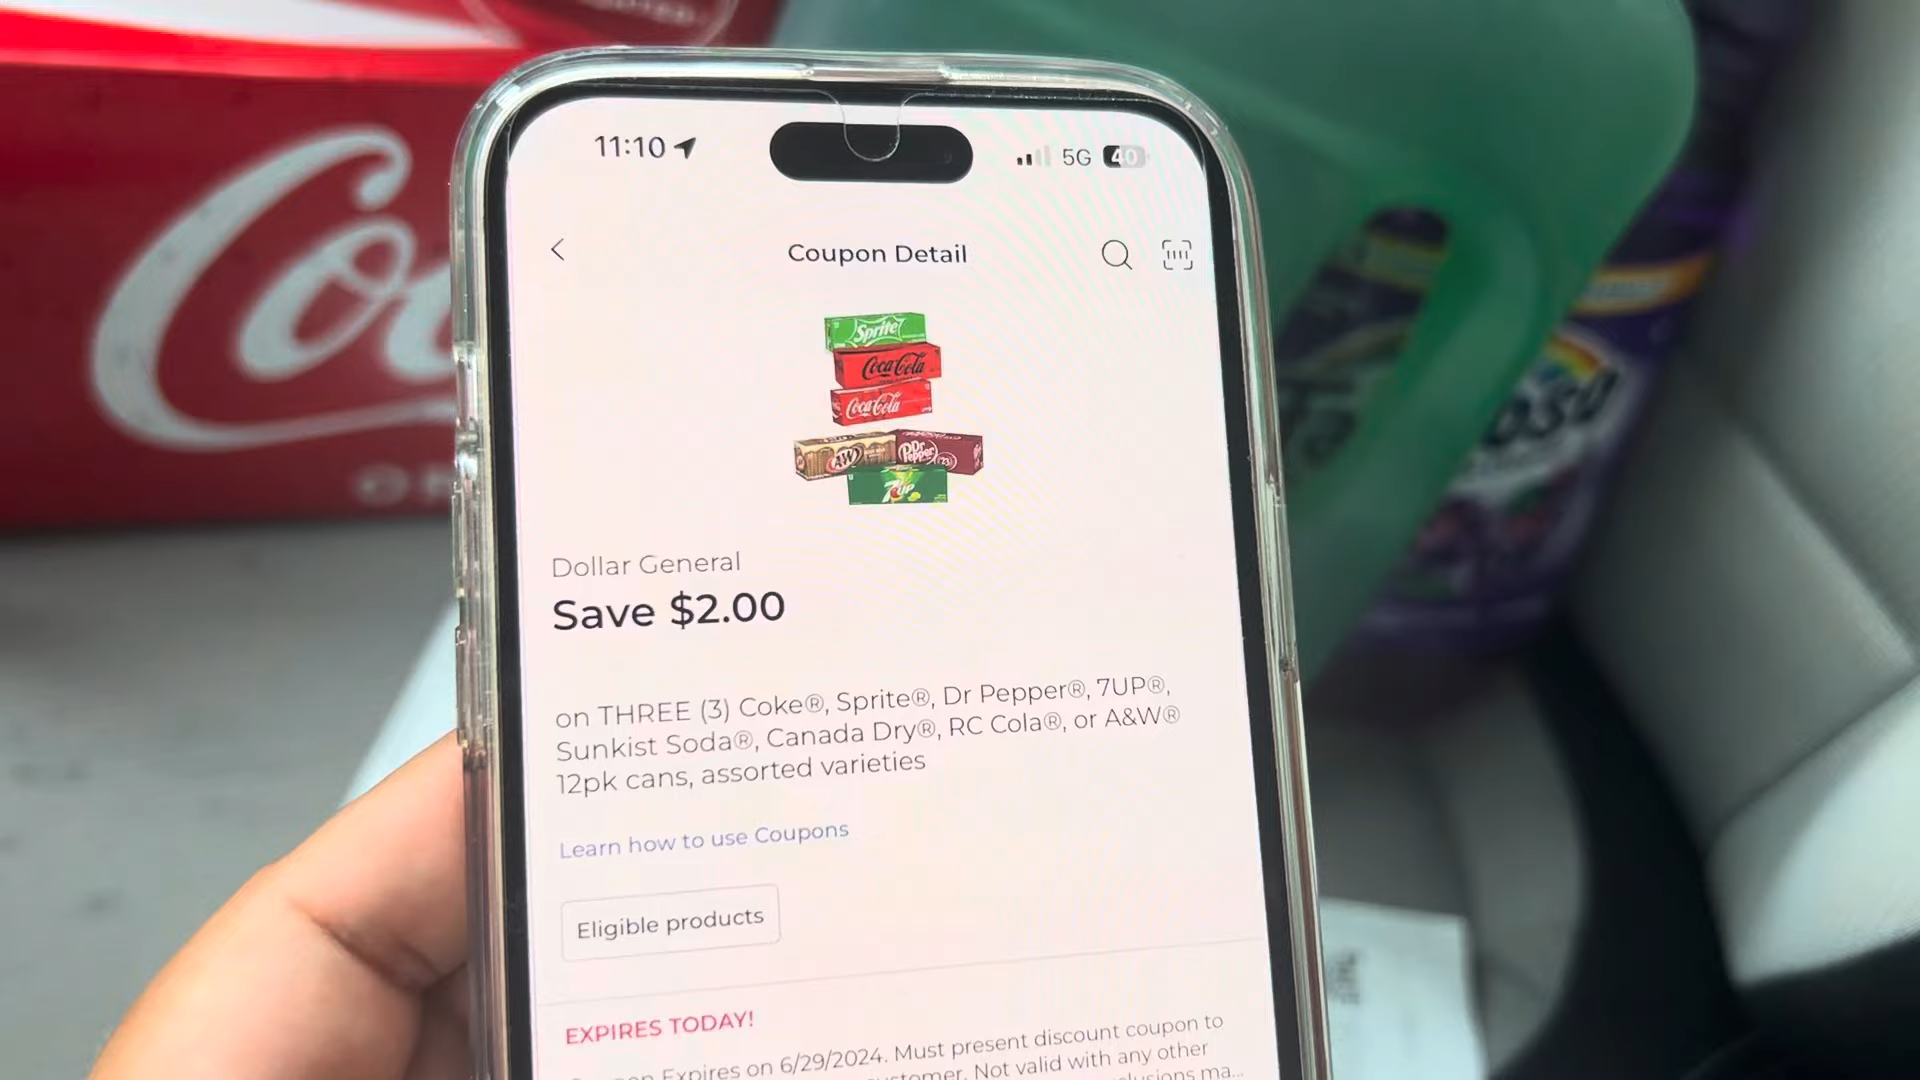 11:10
5G
40
Coupon Detail
Sprite
Coca-Cola
Coca-Cola
A&W
Dr Pepper
23
7UP
Dollar General
Save $2.00
on THREE (3) Coke®, Sprite®, Dr Pepper®, 7UP®,
Sunkist Soda®, Canada Dry®, RC Cola®, or A&W®
12pk cans, assorted varieties
Learn how to use Coupons
Eligible products
EXPIRES TODAY!
Expires on 6/29/2024. Must present discount coupon to
Not valid with any other
ma...